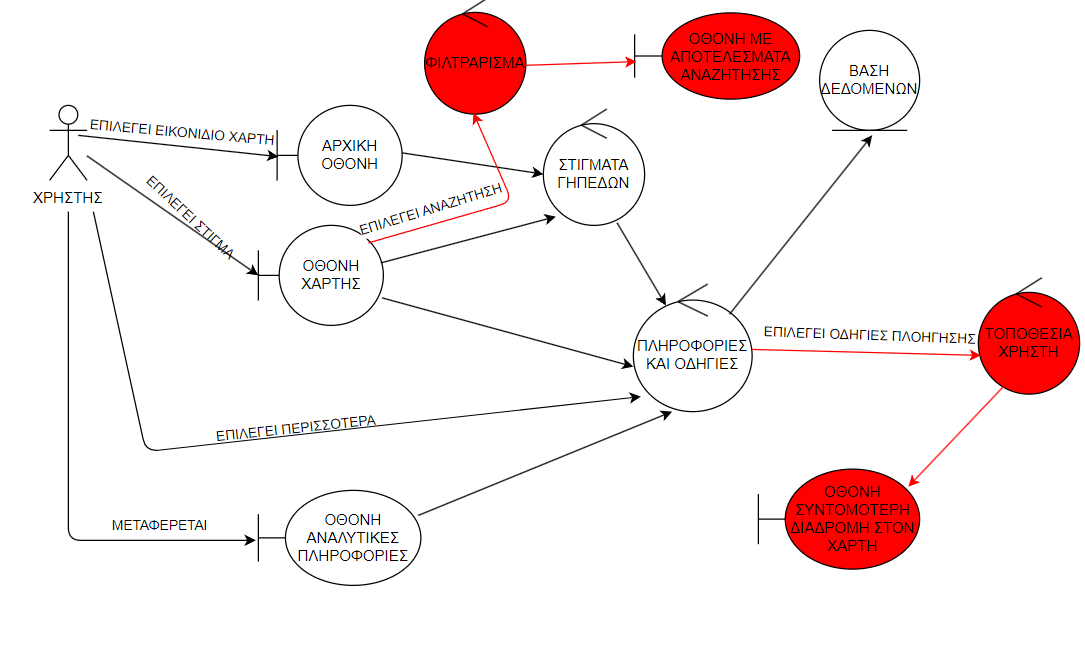 ΦΙΛΤΡΑΡΙΣΜΑ
ΟΘΟΝΗ ΜΕ
ΑΠΟΤΕΛΕΣΜΑΤΑ
ΑΝΑΖΗΤΗΣΗΣ
ΒΑΣΗ
ΔΕΔΟΜΕΝΩΝ
ΕΠΙΛΕΓΕΙ ΕΙΚΟΝΙΔΙΟ ΧΑΡΤΗ
ΑΡΧΙΚΗ
ΟΘΟΝΗ
ΣΤΙΓΜΑΤΑ
ΓΗΠΕΔΩΝ
ΧΡΗΣΤΗΣ
ΕΠΙΛΕΓΕΙ ΣΤΙΓΜΑ
ΕΠΙΛΕΓΕΙ ΑΝΑΖΗΤΗΣΗ
ΟΘΟΝΗ
ΧΑΡΤΗΣ
ΠΛΗΡΟΦΟΡΙΕΣ
ΚΑΙ ΟΔΗΓΙΕΣ
ΕΠΙΛΕΓΕΙ ΟΔΗΓΙΕΣ ΠΛΟΗΓΗΣΗΣ
ΤΟΠΟΘΕΣΙΑ
ΧΡΗΣΤΗ
ΕΠΙΛΕΓΕΙ ΠΕΡΙΣΣΟΤΕΡΑ
ΜΕΤΑΦΕΡΕΤΑΙ
ΟΘΟΝΗ
ΑΝΑΛΥΤΙΚΕΣ
ΠΛΗΡΟΦΟΡΙΕΣ
ΟΘΟΝΗ
ΣΥΝΤΟΜΟΤΕΡΗ
ΔΙΑΔΡΟΜΗ ΣΤΟΝ
ΧΑΡΤΗ